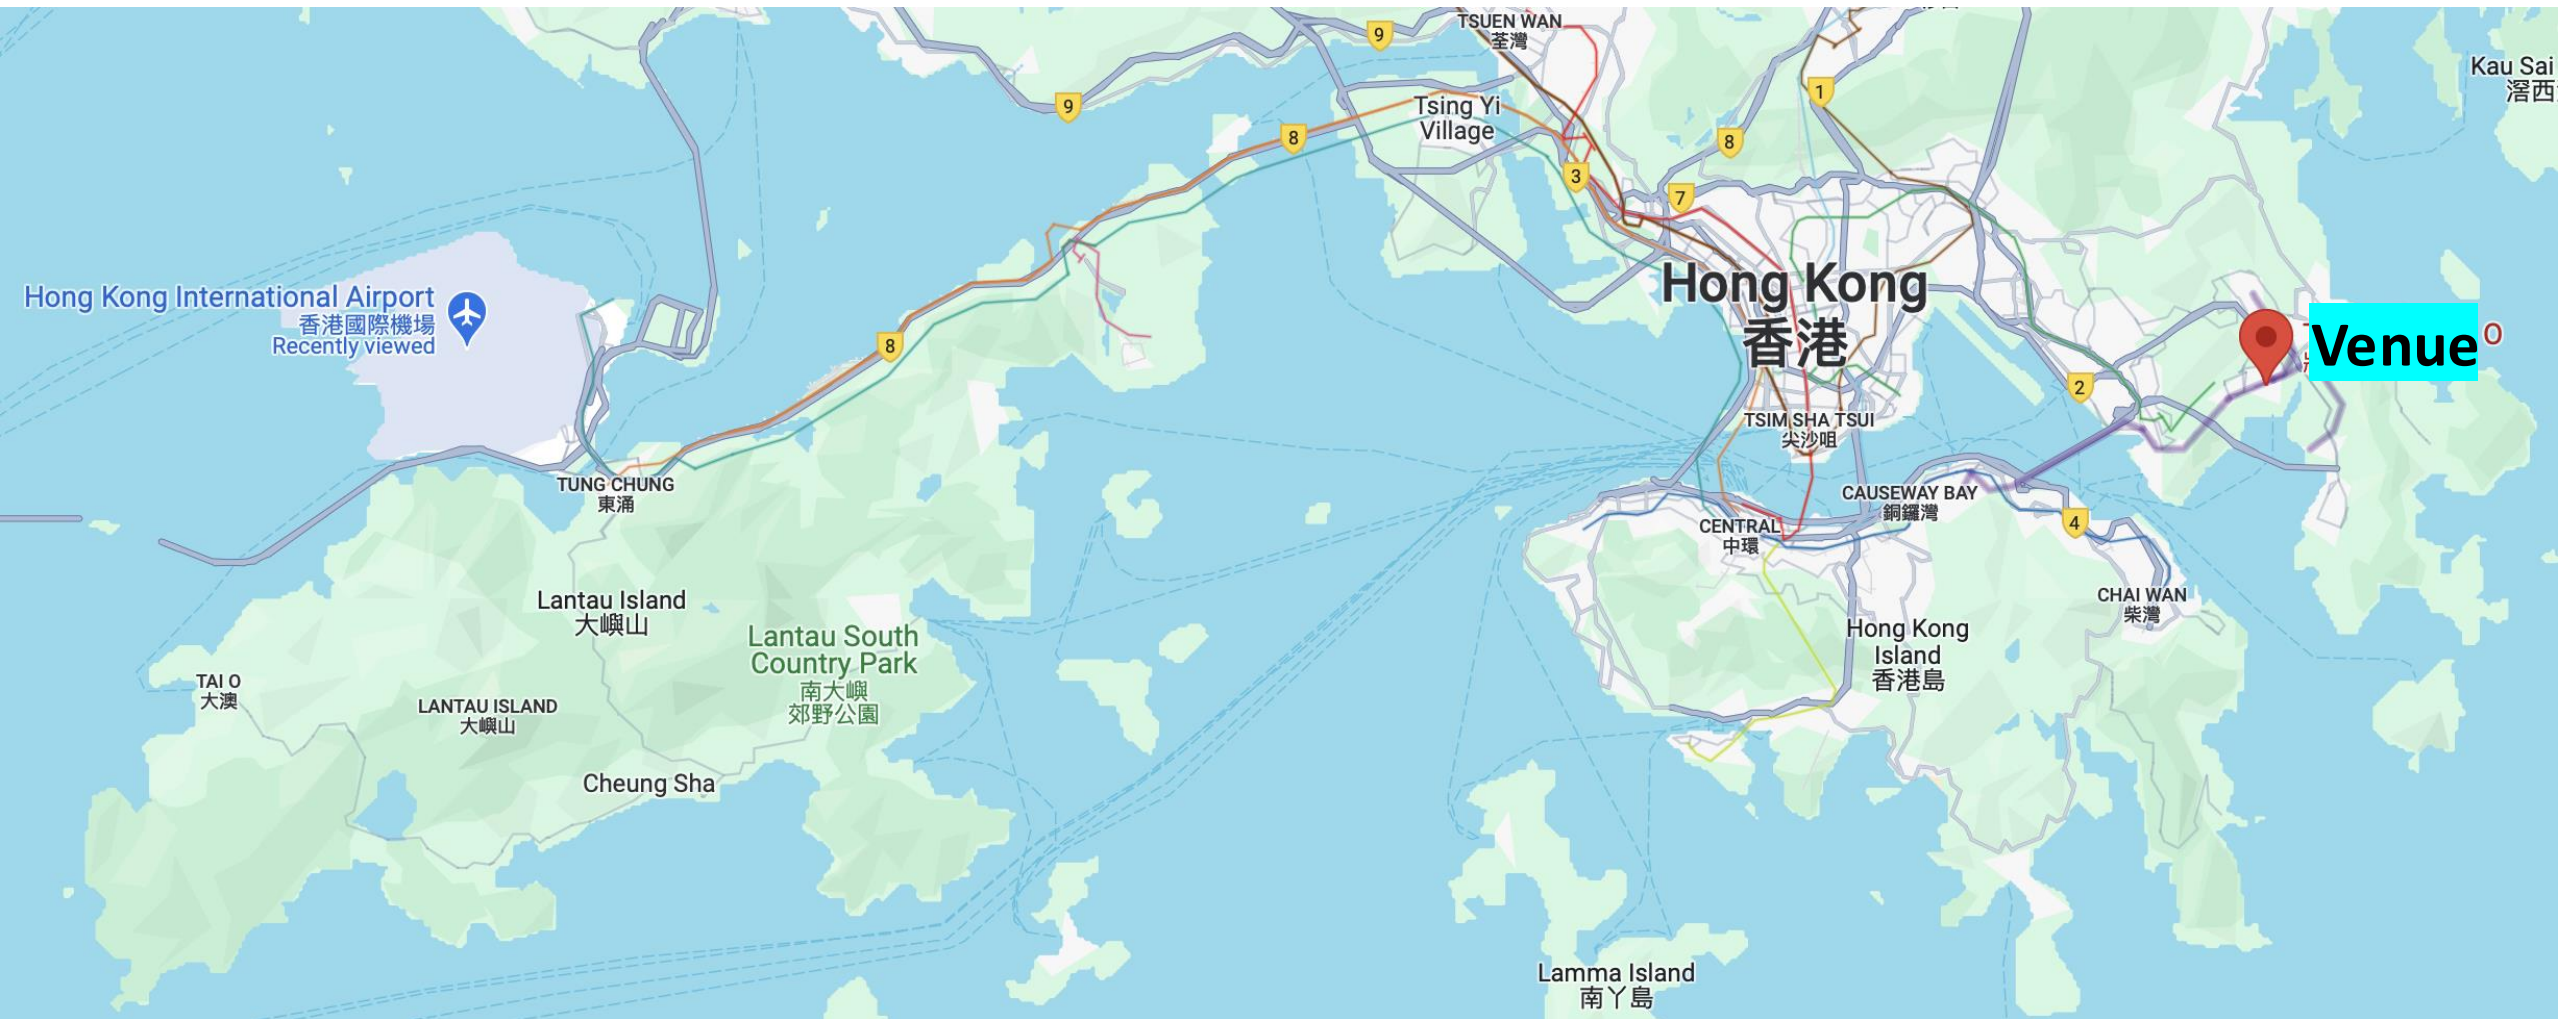 TSUEN WAN
荃灣
9
9
Kau Sai
滘西
1
Tsing Yi
Village
8
8
3
7
Hong Kong International Airport
香港國際機場
Recently viewed
Hong Kong
香港
Venue
O
8
2
TSIM SHA TSUI
尖沙咀
TUNG CHUNG
東涌
CAUSEWAY BAY
銅鑼灣
CENTRAL
中環
4
Lantau Island
大嶼山
CHAI WAN
柴灣
Lantau South
Country Park
南大嶼
郊野公園
Hong Kong
Island
香港島
TAI O
大澳
LANTAU ISLAND
大嶼山
Cheung Sha
Lamma Island
南丫島